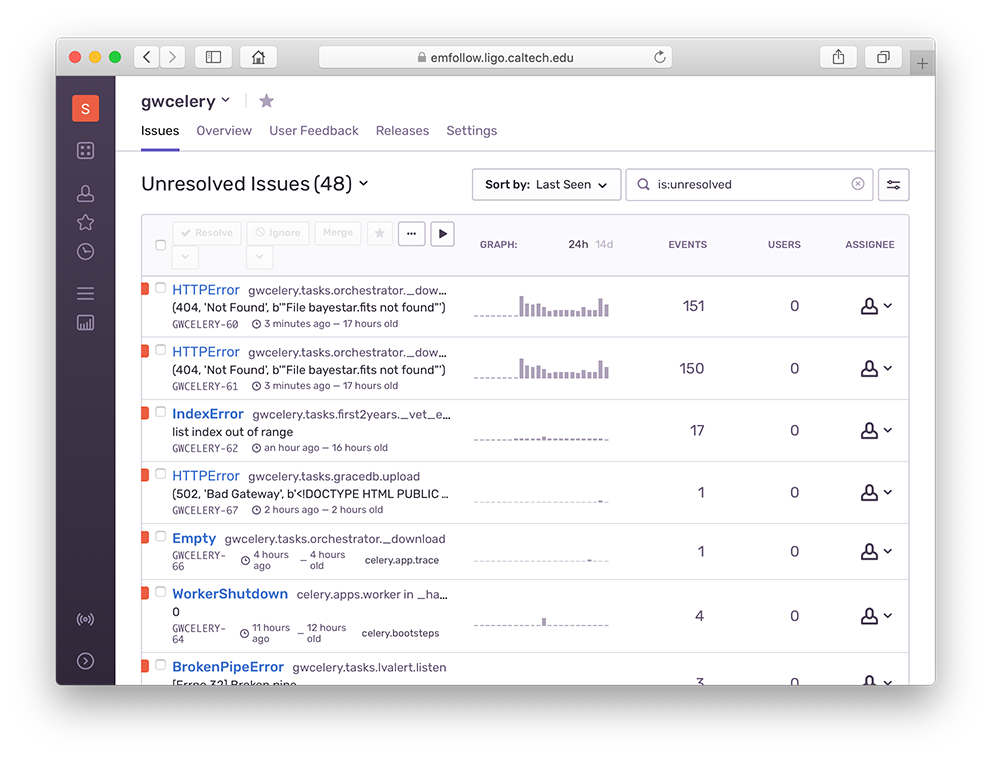 emfollow.ligo.caltech.edu
S
gwcelery
Issues Overview User Feedback Releases Settings
Unresolved Issues (48)
Sort by: Last Seen
is:unresolved
Resolve Ignore Merge
GRAPH: 24h 14d EVENTS USERS ASSIGNEE
HTTPError gwcelery.tasks.orchestrator._dow...
(404, 'Not Found', b'"File bayestar.fits not found"')
GWCELERY-60 3 minutes ago — 17 hours old
151 0
HTTPError gwcelery.tasks.orchestrator._dow...
(404, 'Not Found', b'"File bayestar.fits not found"')
GWCELERY-61 3 minutes ago — 17 hours old
150 0
IndexError gwcelery.tasks.first2years._vet_e...
list index out of range
GWCELERY-62 an hour ago — 16 hours old
17 0
HTTPError gwcelery.tasks.gracedb.upload
(502, 'Bad Gateway', b'<!DOCTYPE HTML PUBLIC ...
GWCELERY-67 2 hours ago — 2 hours old
1 0
Empty gwcelery.tasks.orchestrator._download
GWCELERY-66 4 hours ago — 4 hours old celery.app.trace
1 0
WorkerShutdown celery.apps.worker in _ha...
0
GWCELERY-64 11 hours ago — 12 hours old celery.bootsteps
4 0
BrokenPipeError gwcelery.tasks.lvalert.listen
[Errno 32] Broken pipe
3 0